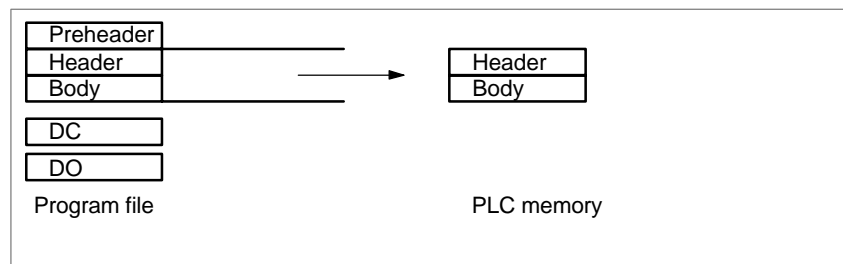 Preheader
Header
Body
DC
DO
Program file
Header
Body
PLC memory